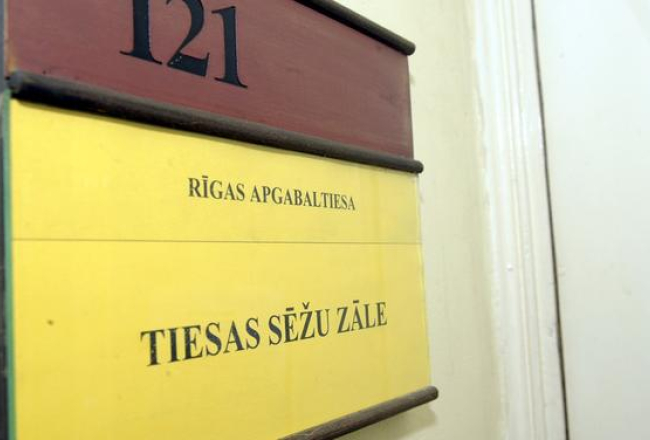 121
RĪGAS APGABALTIESA
TIESAS SĒŽU ZĀLE